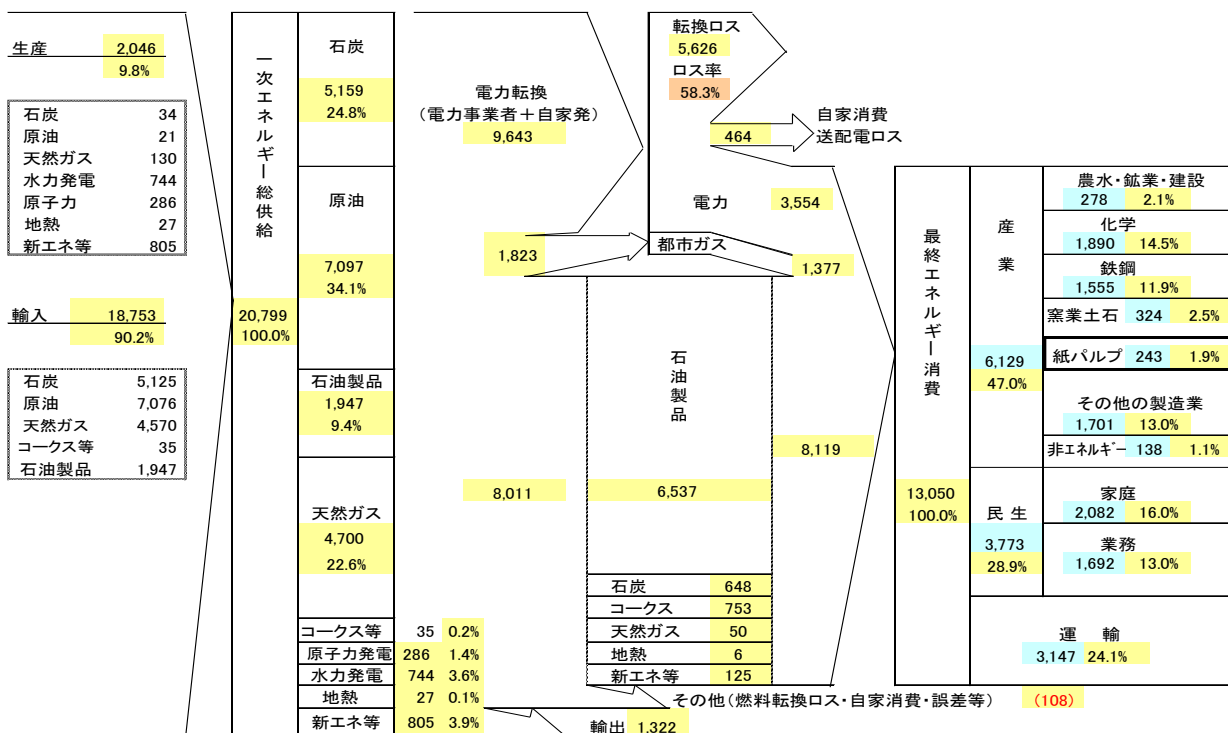 生産 2,046
9.8%
石炭 34
原油 21
天然ガス 130
水力発電 744
原子力 286
地熱 27
新エネ等 805
輸入 18,753
90.2%
石炭 5,125
原油 7,076
天然ガス 4,570
コークス等 35
石油製品 1,947
一次エネルギー総供給
20,799
100.0%
石炭
5,159
24.8%
原油
7,097
34.1%
石油製品
1,947
9.4%
天然ガス
4,700
22.6%
コークス等 35 0.2%
原子力発電 286 1.4%
水力発電 744 3.6%
地熱 27 0.1%
新エネ等 805 3.9%
電力転換
(電力事業者+自家発)
9,643
1,823
8,011
転換ロス
5,626
ロス率
58.3%
464
自家消費
送配電ロス
電力 3,554
都市ガス
1,377
石油製品
6,537
8,119
石炭 648
コークス 753
天然ガス 50
地熱 6
新エネ等 125
その他(燃料転換ロス・自家消費・誤差等) (108)
輸出 1,322
最終エネルギー消費
13,050
100.0%
産業
6,129
47.0%
農水・鉱業・建設
278 2.1%
化学
1,890 14.5%
鉄鋼
1,555 11.9%
窯業土石 324 2.5%
紙パルプ 243 1.9%
その他の製造業
1,701 13.0%
非エネルギー 138 1.1%
民生
3,773
28.9%
家庭
2,082 16.0%
業務
1,692 13.0%
運輸
3,147 24.1%